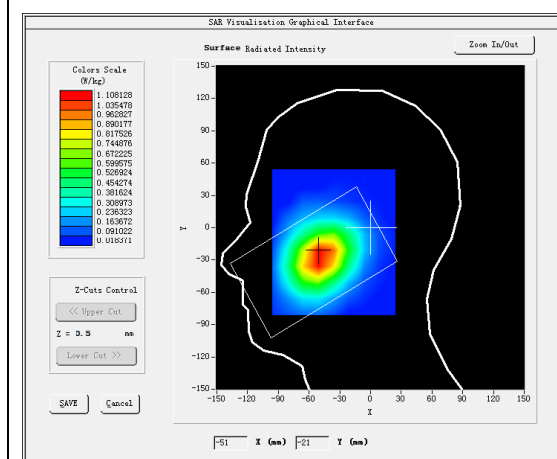 SAR Visualisation Graphical Interface
Surface Radiated Intensity
Zoom In/Out
Colors Scale
(W/kg)
1.108128
1.035478
0.962827
0.890177
0.817526
0.744876
0.672225
0.599575
0.526924
0.454274
0.381624
0.308973
0.236323
0.163672
0.091022
0.018371
150
120
90
60
30
0
-30
-60
-90
-120
-150
Y
-150 -120 -90 -60 -30 0 30 60 90 120 150
X
Z-Cuts Control
<< Upper Cut
Z = 0.5 mm
Lower Cut >>
SAVE Cancel
-51 X (mm) -21 Y (mm)